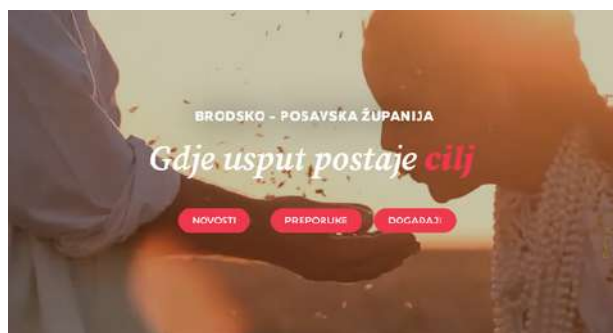 BRODSKO – POSAVSKA ŽUPANIJA
Gdje usput postaje cilj
NOVOSTI
PREPORUKE
DOGAĐAJI